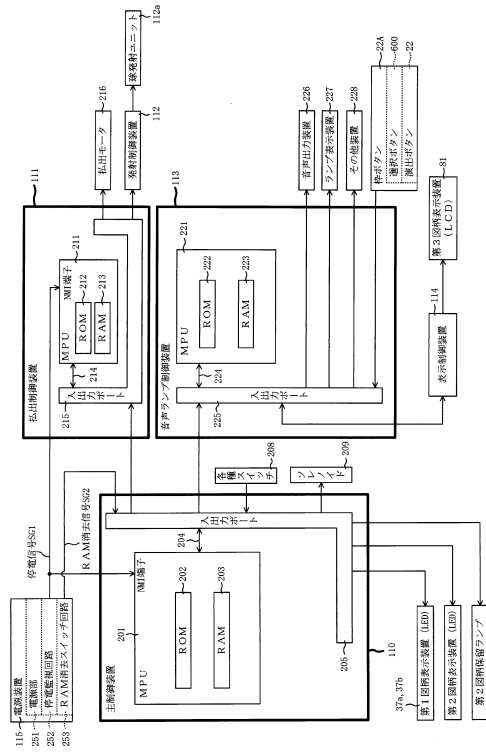 115
電源装置
251
電源部
252
停電監視回路
253
RAM消去スイッチ回路
停電信号SG1
RAM消去信号SG2
主制御装置
110
201
MPU
NMI端子
ROM
202
RAM
203
204
入出力ポート
205
各種スイッチ
208
ソレノイド
209
37a, 37b
第1図柄表示装置(LED)
第2図柄表示装置(LED)
第2図柄保留ランプ
払出制御装置
111
MPU
NMI端子
211
ROM
212
RAM
213
214
215
入出力ポート
払出モータ
216
発射制御装置
112
球発射ユニット
112a
音声ランプ制御装置
113
MPU
221
ROM
222
RAM
223
224
225
入出力ポート
音声出力装置
226
ランプ表示装置
227
その他装置
228
枠ボタン
22A
選択ボタン
600
演出ボタン
22
表示制御装置
114
第3図柄表示装置
(LCD)
81